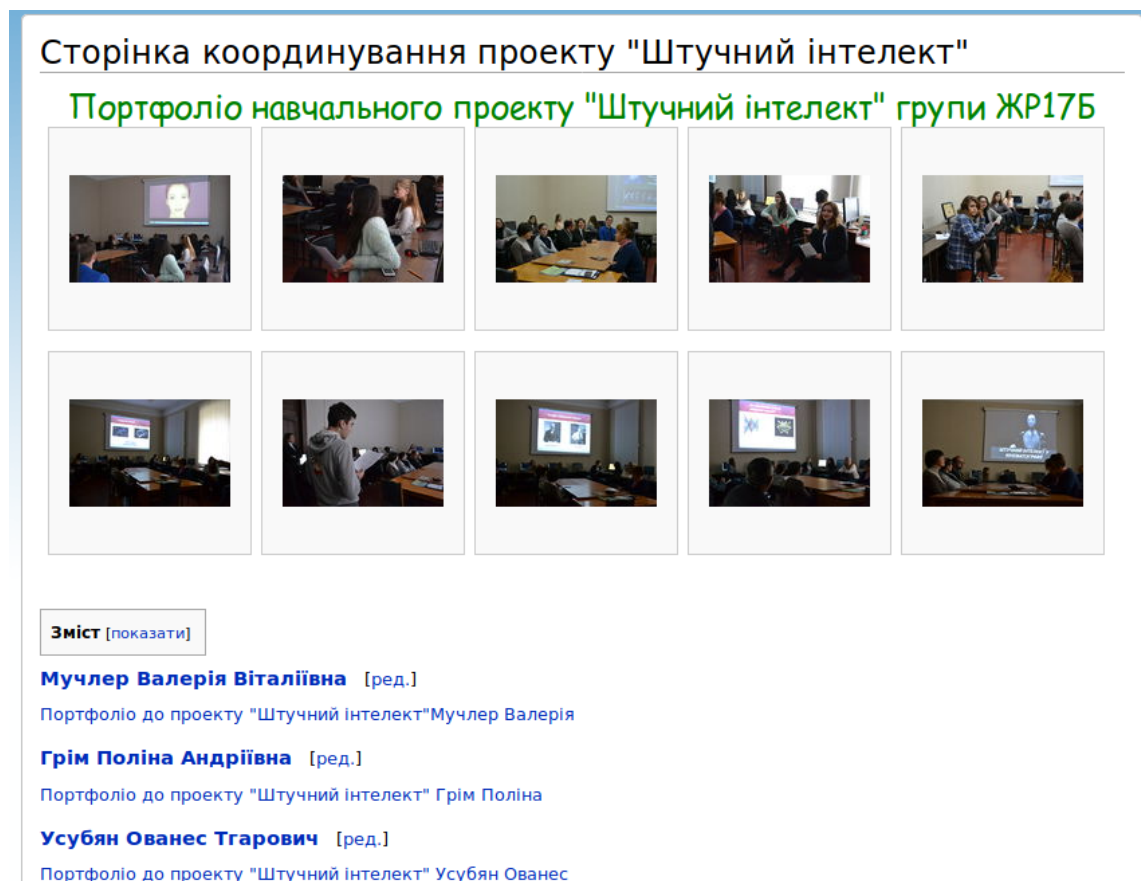 Сторінка координування проекту "Штучний інтелект"
Портфоліо навчального проекту "Штучний інтелект" групи ЖР17Б
Зміст [показати]
Мучлер Валерія Віталіївна [ред.]
Портфоліо до проекту "Штучний інтелект"Мучлер Валерія
Грім Поліна Андріївна [ред.]
Портфоліо до проекту "Штучний інтелект" Грім Поліна
Усубян Ованес Тгарович [ред.]
Портфоліо до проекту "Штучний інтелект" Усубян Ованес